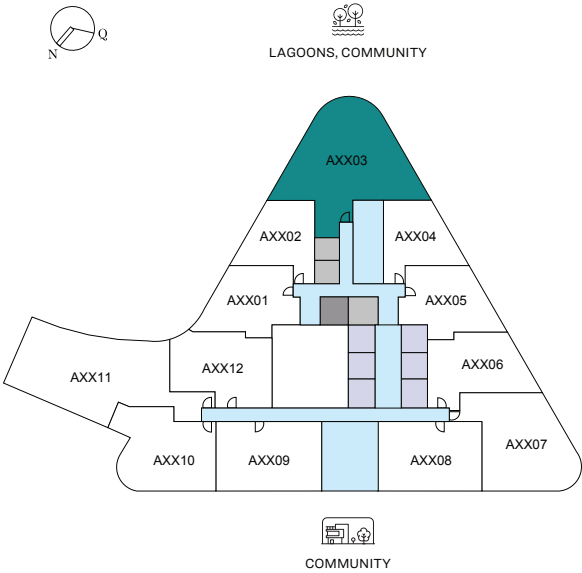 N
Q
LAGOONS, COMMUNITY
AXX03
AXX02
AXX04
AXX01
AXX05
AXX11
AXX12
AXX06
AXX10
AXX09
AXX08
AXX07
COMMUNITY